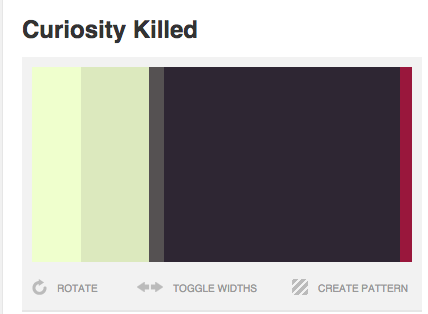 Curiosity Killed
ROTATE TOGGLE WIDTHS CREATE PATTERN